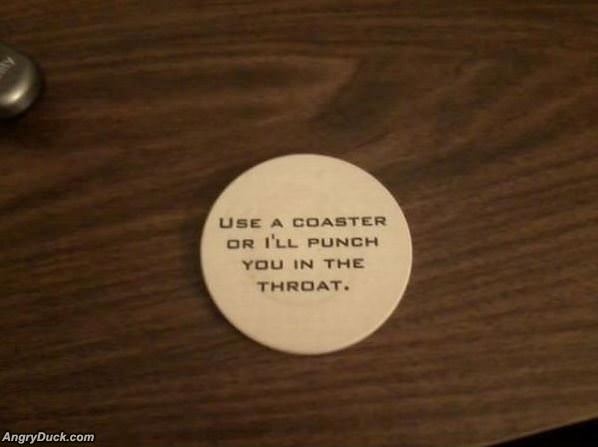 USE A COASTER
OR I'LL PUNCH
YOU IN THE
THROAT.
AngryDuck.com